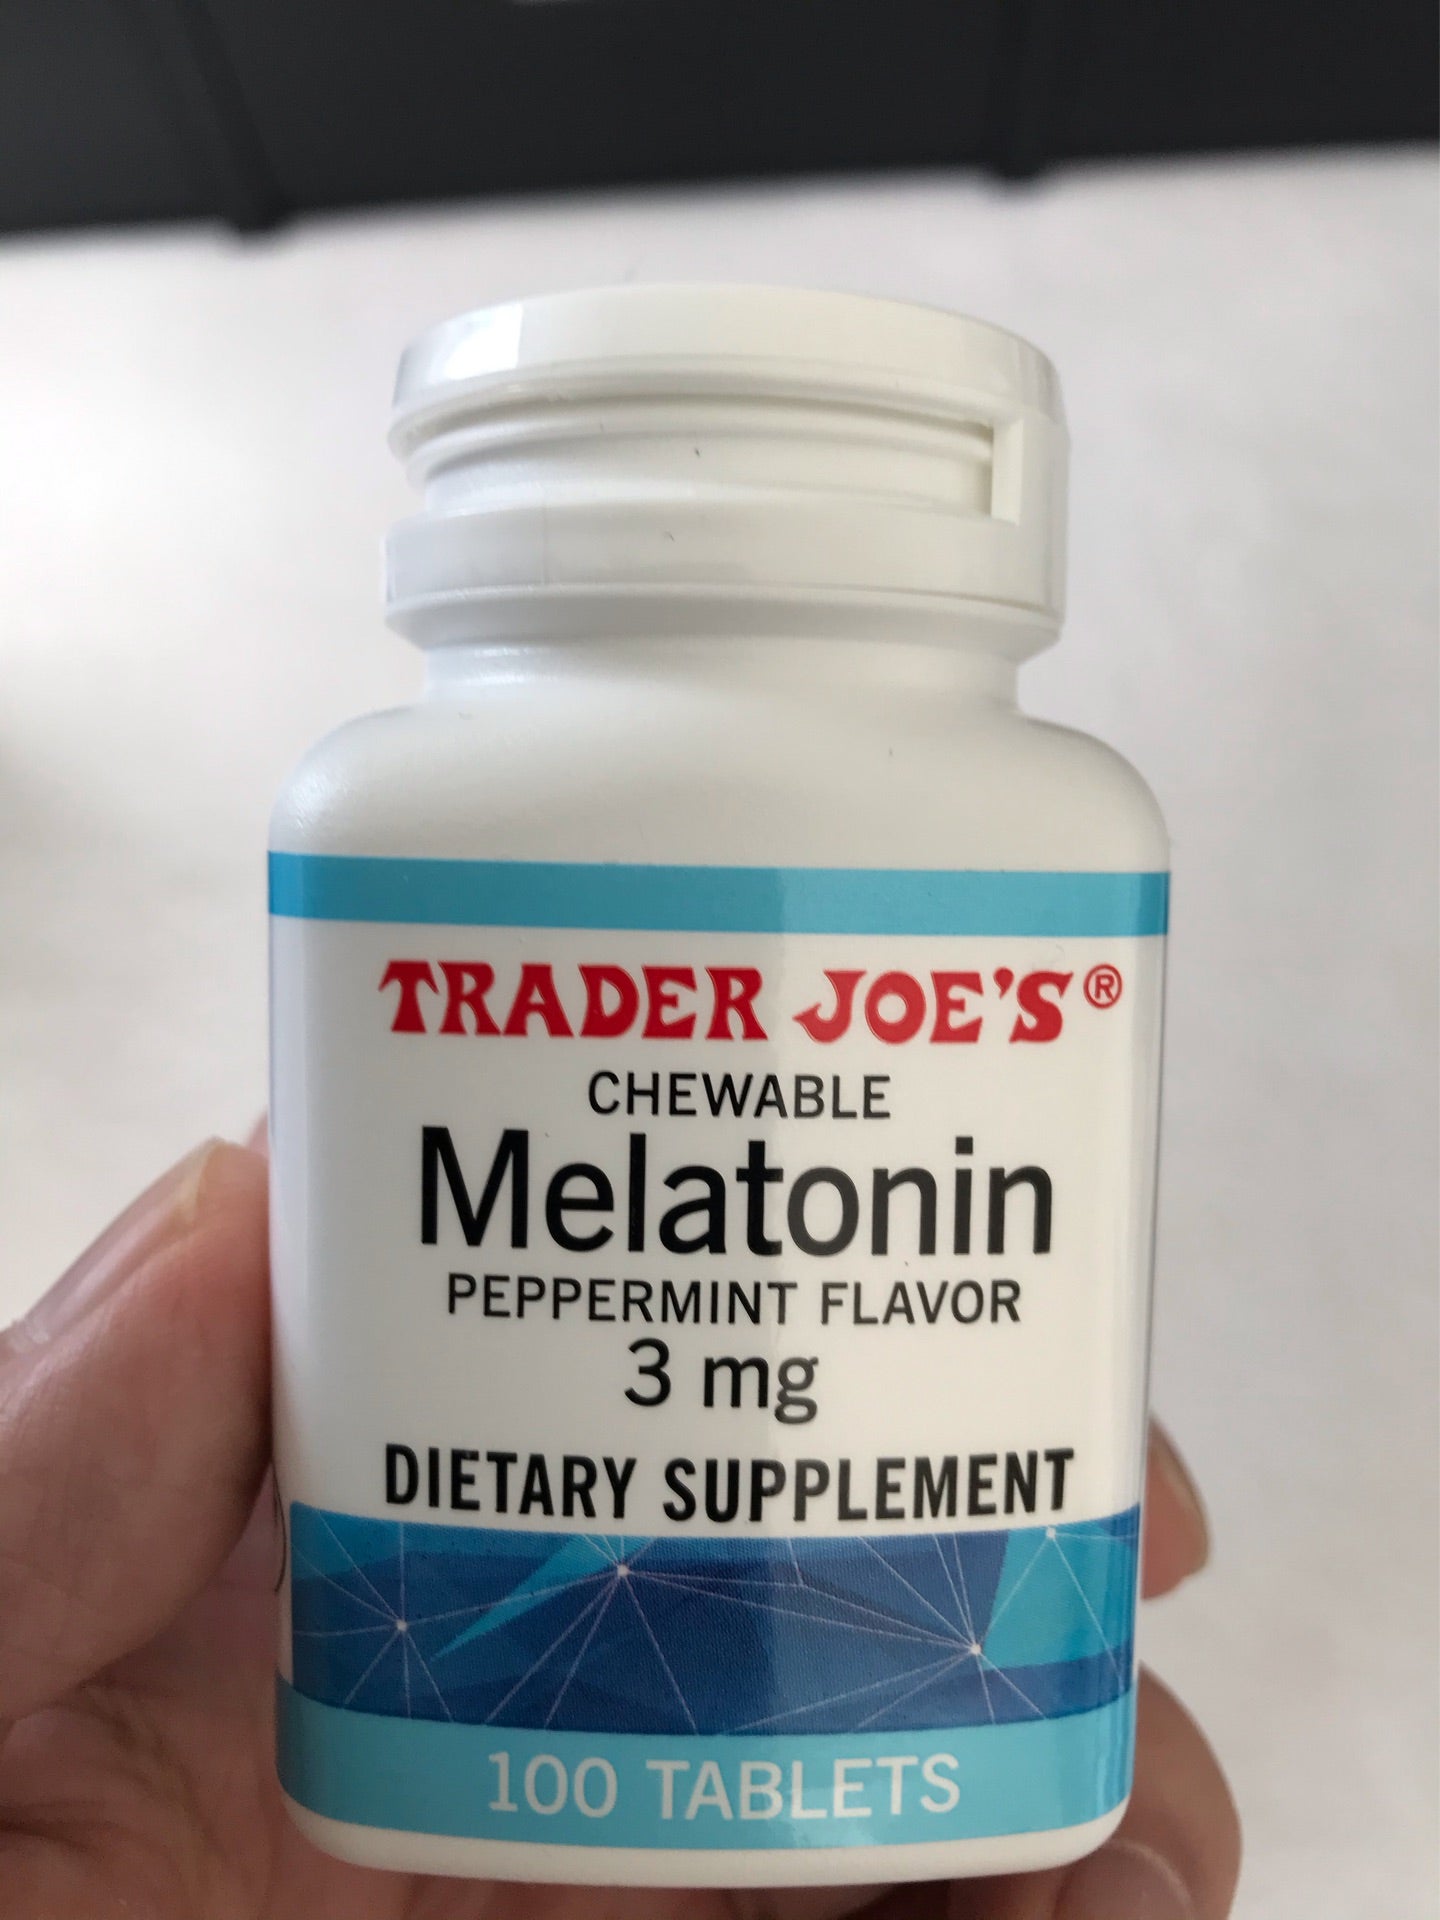 TRADER JOE'S®
CHEWABLE
Melatonin
PEPPERMINT FLAVOR
3 mg
DIETARY SUPPLEMENT
100 TABLETS